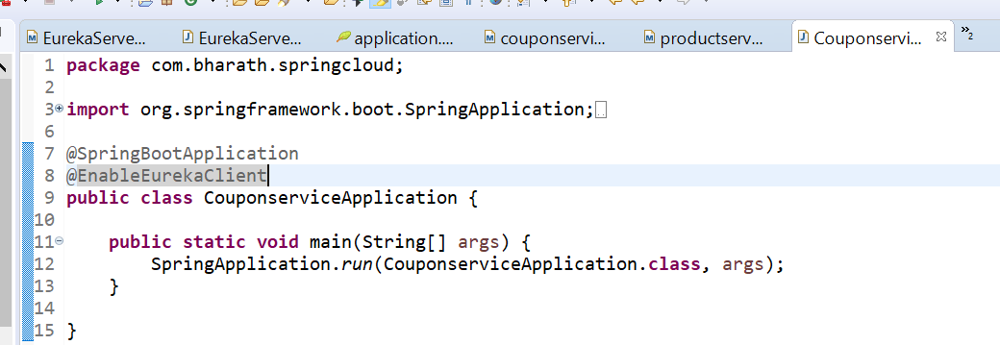 EurekaServe... EurekaServe... application.... couponservi... productserv... Couponservi... »2
1 package com.bharath.springcloud;
2
3 import org.springframework.boot.SpringApplication;
6
7 @SpringBootApplication
8 @EnableEurekaClient
9 public class CouponserviceApplication {
10
11 public static void main(String[] args) {
12 SpringApplication.run(CouponserviceApplication.class, args);
13 }
14
15 }